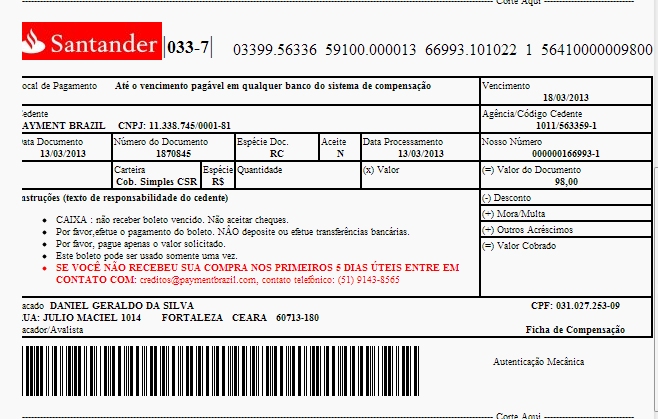 Corte Aqui
Santander |033-7| 03399.56336 59100.000013 66993.101022 1 56410000009800
ocal de Pagamento Até o vencimento pagável em qualquer banco do sistema de compensação Vencimento
18/03/2013
edente Agência/Código Cedente
AYMENT BRAZIL CNPJ: 11.338.745/0001-81 1011/563359-1
ata Documento Número do Documento Espécie Doc. Aceite Data Processamento Nosso Número
13/03/2013 1870845 RC N 13/03/2013 000000166993-1
Carteira Espécie Quantidade (x) Valor (=) Valor do Documento
Cob. Simples CSR R$ 98,00
nstruções (texto de responsabilidade do cedente) (-) Desconto
(+) Mora/Multa
(+) Outros Acréscimos
(=) Valor Cobrado
• CAIXA : não receber boleto vencido. Não aceitar cheques.
• Por favor,efetue o pagamento do boleto. NÃO deposite ou efetue transferências bancárias.
• Por favor, pague apenas o valor solicitado.
• Este boleto pode ser usado somente uma vez.
• SE VOCÊ NÃO RECEBEU SUA COMPRA NOS PRIMEIROS 5 DIAS ÚTEIS ENTRE EM
CONTATO COM: creditos@paymentbrazil.com, contato telefônico: (51) 9143-8565
acado DANIEL GERALDO DA SILVA CPF: 031.027.253-09
UA: JULIO MACIEL 1014 FORTALEZA CEARA 60713-180
acador/Avalista Ficha de Compensação
Autenticação Mecânica
Corte Aqui